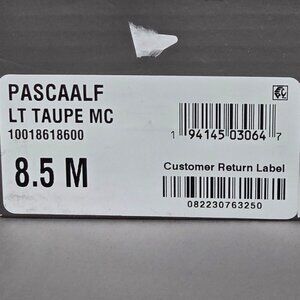 PASCAALF
LT TAUPE MC
10018618600
8.5 M
1 94145 03064 7
Customer Return Label
082230763250